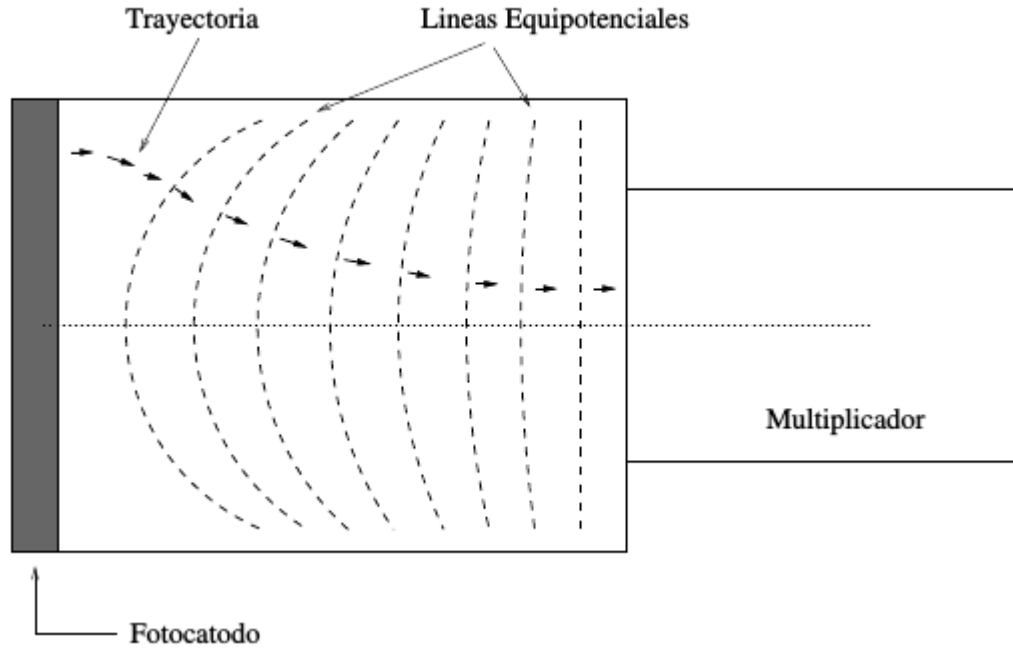 Trayectoria
Lineas Equipotenciales
Multiplicador
Fotocatodo